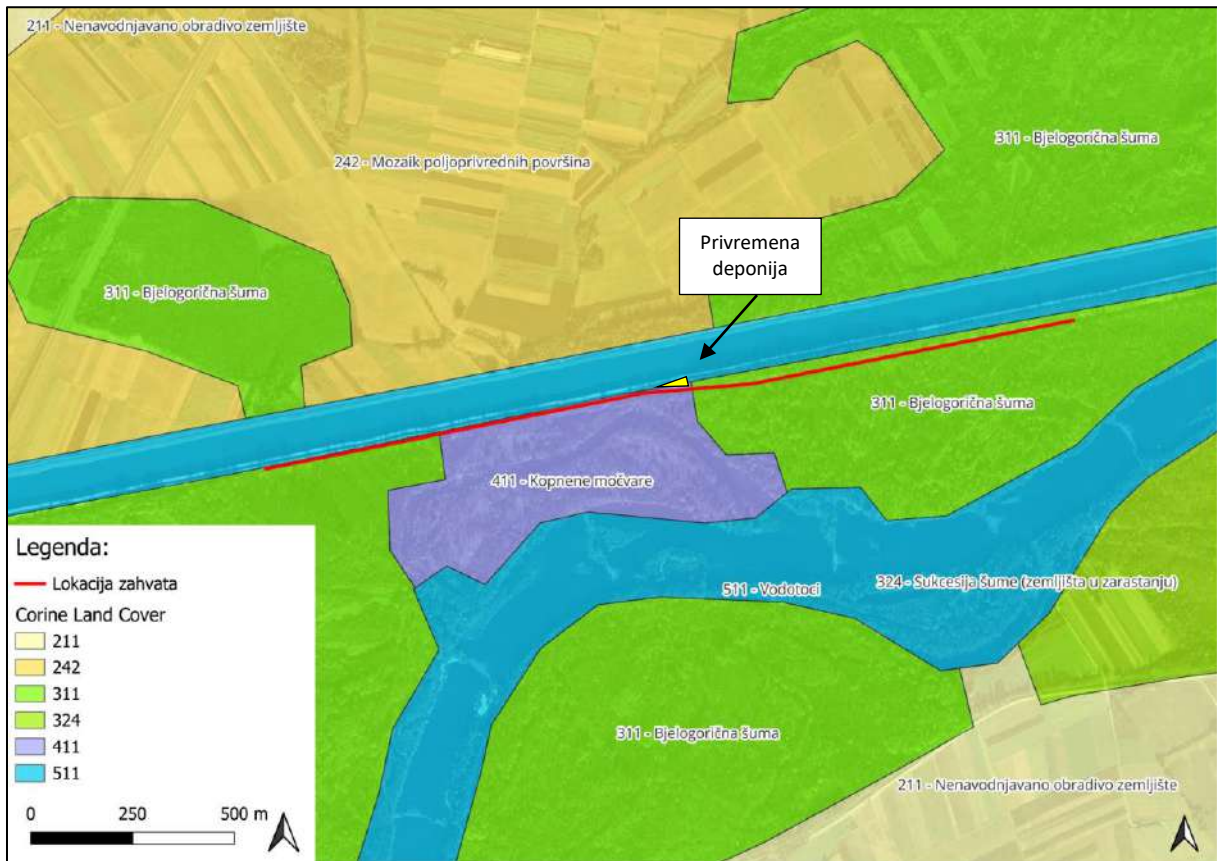 211 - Nenavodnjavano obradivo zemljište
311 - Bjelogorična šuma
242 - Mozaik poljoprivrednih površina
Privremena
deponija
311 - Bjelogorična šuma
311 - Bjelogorična šuma
411 - Kopnene močvare
511 - Vodotoci
324 - Sukcesija šume (zemljišta u zarastanju)
311 - Bjelogorična šuma
211 - Nenavodnjavano obradivo zemljište
Legenda:
Lokacija zahvata
Corine Land Cover
211
242
311
324
411
511
0 250 500 m